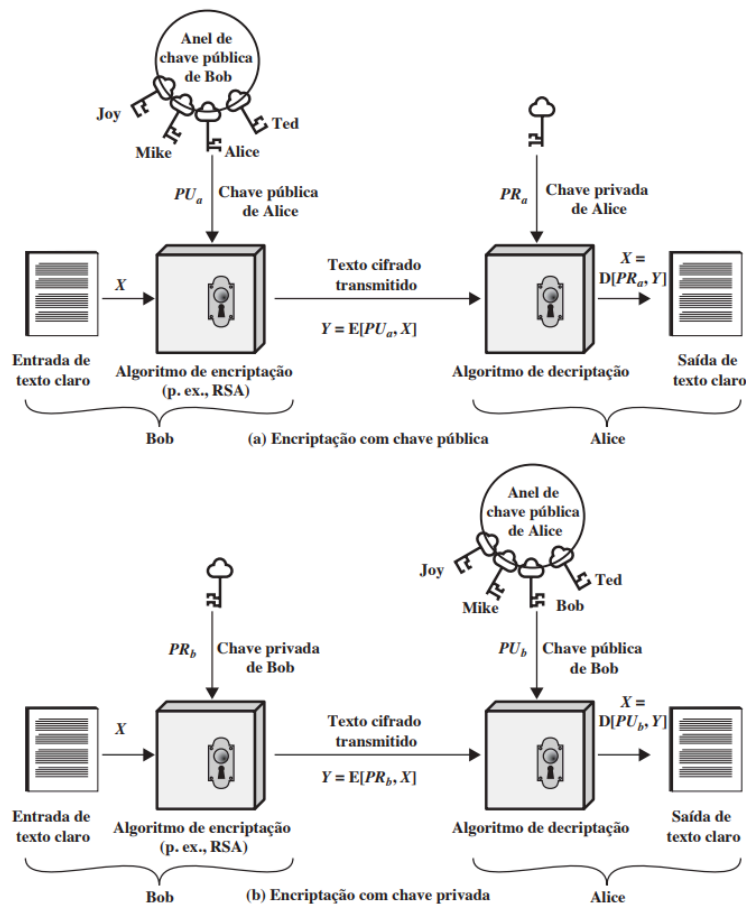 Anel de
chave pública
de Bob
Joy
Mike
Alice
Ted
PUₐ
Chave pública
de Alice
PRₐ
Chave privada
de Alice
X
Texto cifrado
transmitido
Y = E[PUₐ, X]
X =
D[PRₐ, Y]
Entrada de
texto claro
Algoritmo de encriptação
(p. ex., RSA)
Algoritmo de decriptação
Saída de
texto claro
Bob
(a) Encriptação com chave pública
Alice
Anel de
chave pública
de Alice
Joy
Mike
Bob
Ted
PR_b
Chave privada
de Bob
PU_b
Chave pública
de Bob
X
Texto cifrado
transmitido
Y = E[PR_b, X]
X =
D[PU_b, Y]
Entrada de
texto claro
Algoritmo de encriptação
(p. ex., RSA)
Algoritmo de decriptação
Saída de
texto claro
Bob
(b) Encriptação com chave privada
Alice